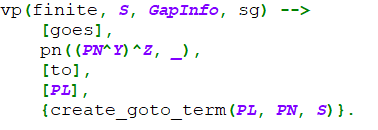 vp(finite, S, GapInfo, sg) -->
[goes],
pn((PN^Y)^Z, _),
[to],
[PL],
{create_goto_term(PL, PN, S)}.